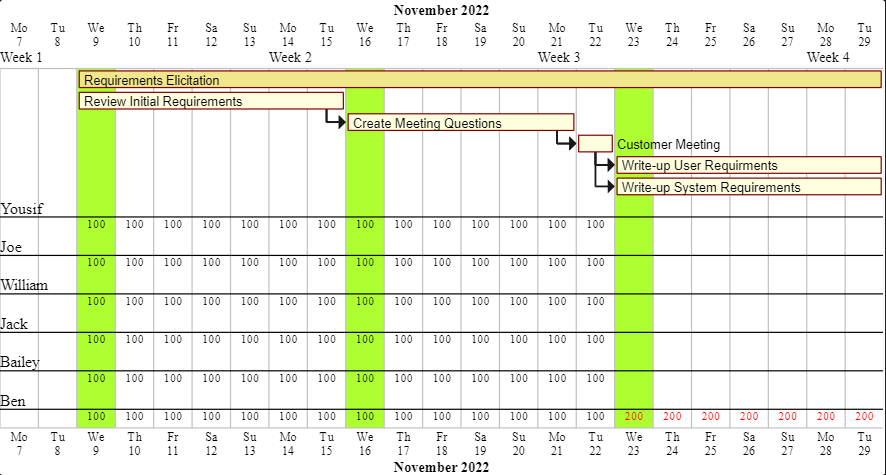 November 2022
Mo Tu We Th Fr Sa Su Mo Tu We Th Fr Sa Su Mo Tu We Th Fr Sa Su Mo Tu
7 8 9 10 11 12 13 14 15 16 17 18 19 20 21 22 23 24 25 26 27 28 29
Week 1 Week 2 Week 3 Week 4
Requirements Elicitation
Review Initial Requirements
Create Meeting Questions
Customer Meeting
Write-up User Requirments
Write-up System Requirements
Yousif
100 100 100 100 100 100 100 100 100 100 100 100 100 100
Joe
100 100 100 100 100 100 100 100 100 100 100 100 100 100
William
100 100 100 100 100 100 100 100 100 100 100 100 100 100
Jack
100 100 100 100 100 100 100 100 100 100 100 100 100 100
Bailey
100 100 100 100 100 100 100 100 100 100 100 100 100 100
Ben
100 100 100 100 100 100 100 100 100 100 100 100 100 100 200 200 200 200 200 200 200
Mo Tu We Th Fr Sa Su Mo Tu We Th Fr Sa Su Mo Tu We Th Fr Sa Su Mo Tu
7 8 9 10 11 12 13 14 15 16 17 18 19 20 21 22 23 24 25 26 27 28 29
November 2022